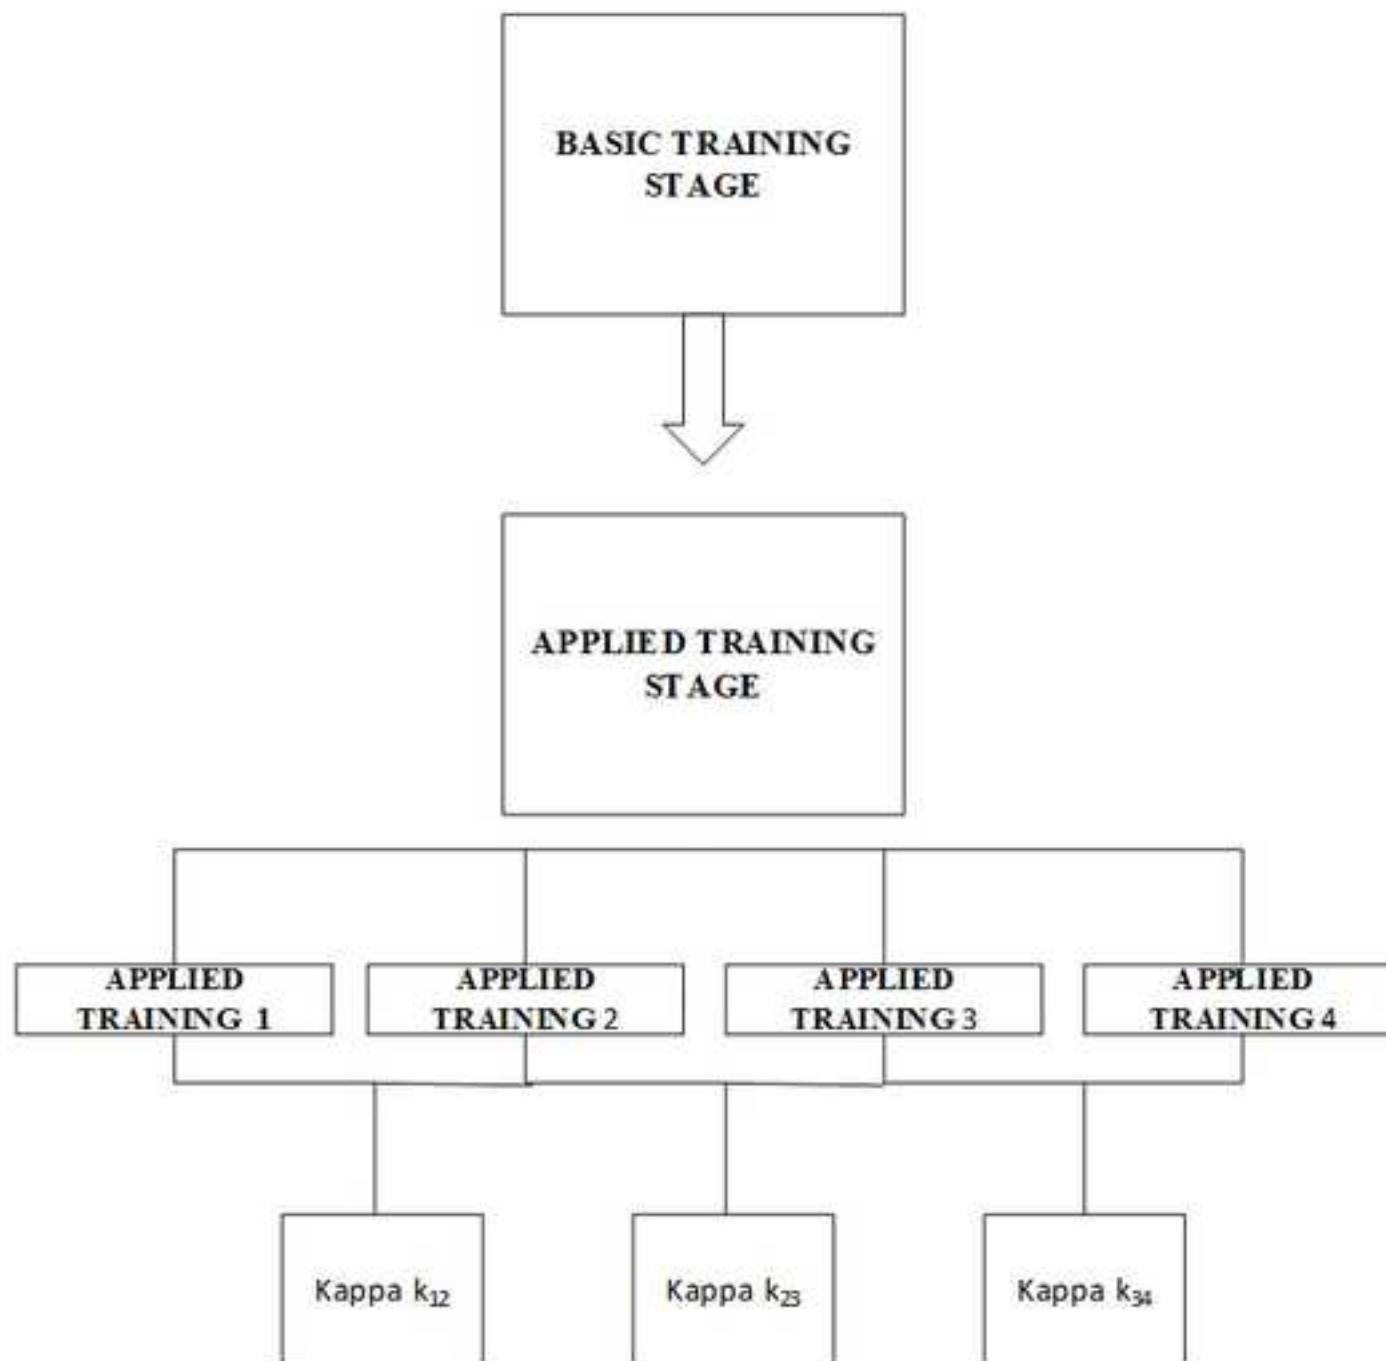 BASIC TRAINING
STAGE
APPLIED TRAINING
STAGE
APPLIED
TRAINING 1
APPLIED
TRAINING 2
APPLIED
TRAINING 3
APPLIED
TRAINING 4
Kappa k₁₂
Kappa k₂₃
Kappa k₃₄